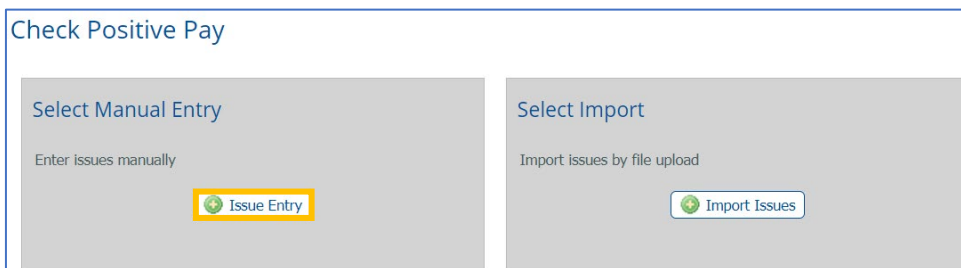 Check Positive Pay
Select Manual Entry
Enter issues manually
Issue Entry
Select Import
Import issues by file upload
Import Issues